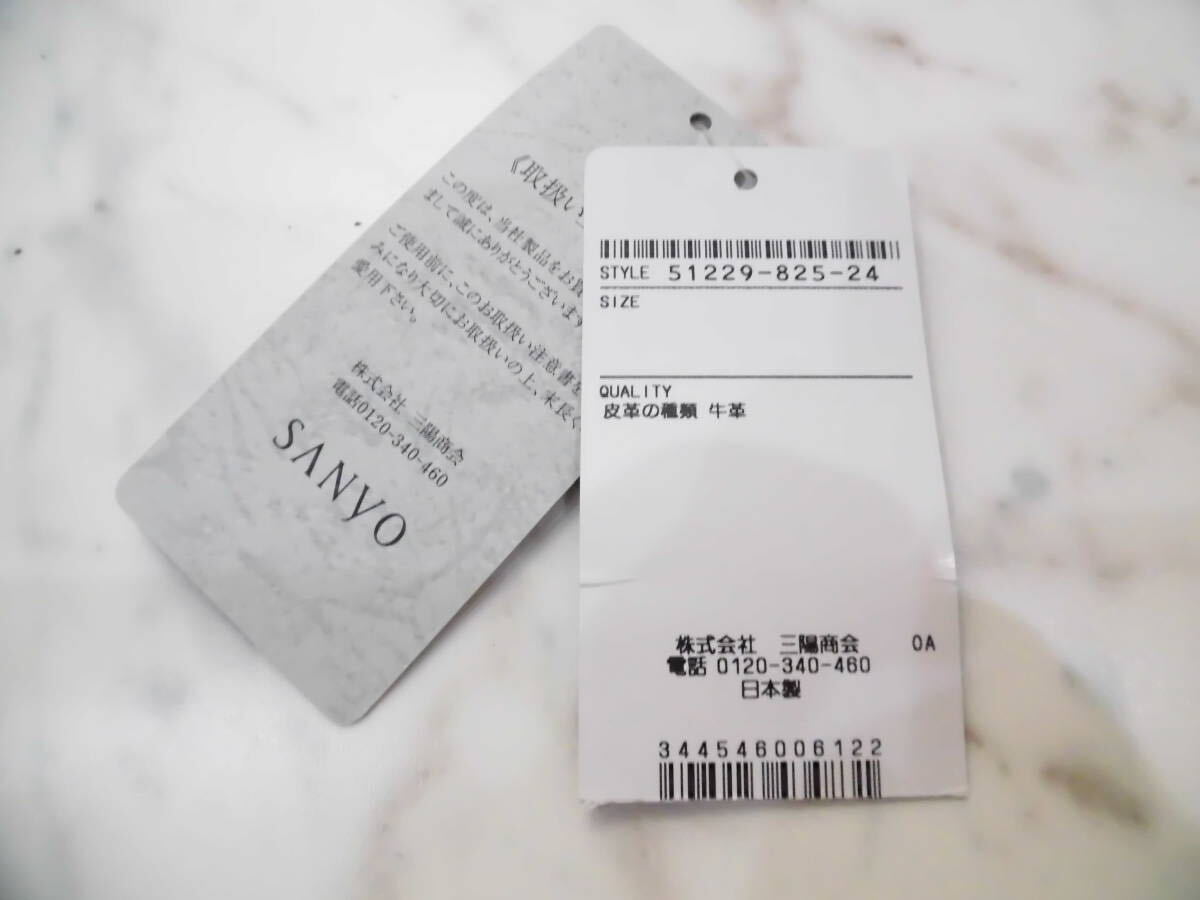 《取扱い
この度は、当社製品をお買
まして誠にありがとうございます
ご使用前に、このお取扱い注意書を
みになり大切にお取扱いの上、末長く
愛用下さい。
株式会社 三陽商会
電話0120-340-460
SANYO
STYLE 51229-825-24
SIZE
QUALITY
皮革の種類 牛革
株式会社 三陽商会 0A
電話 0120-340-460
日本製
344546006122